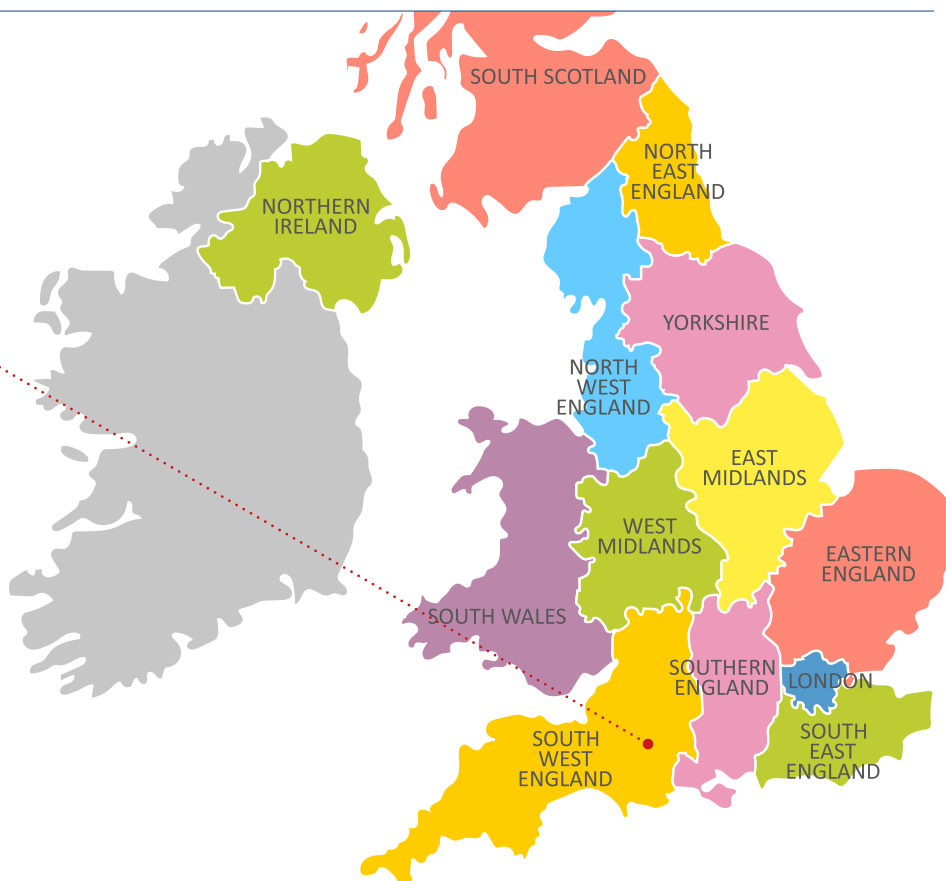 SOUTH SCOTLAND
NORTH
EAST
ENGLAND
NORTHERN
IRELAND
YORKSHIRE
NORTH
WEST
ENGLAND
EAST
MIDLANDS
WEST
MIDLANDS
EASTERN
ENGLAND
SOUTH WALES
SOUTHERN
ENGLAND
LONDON
SOUTH
WEST
ENGLAND
SOUTH
EAST
ENGLAND